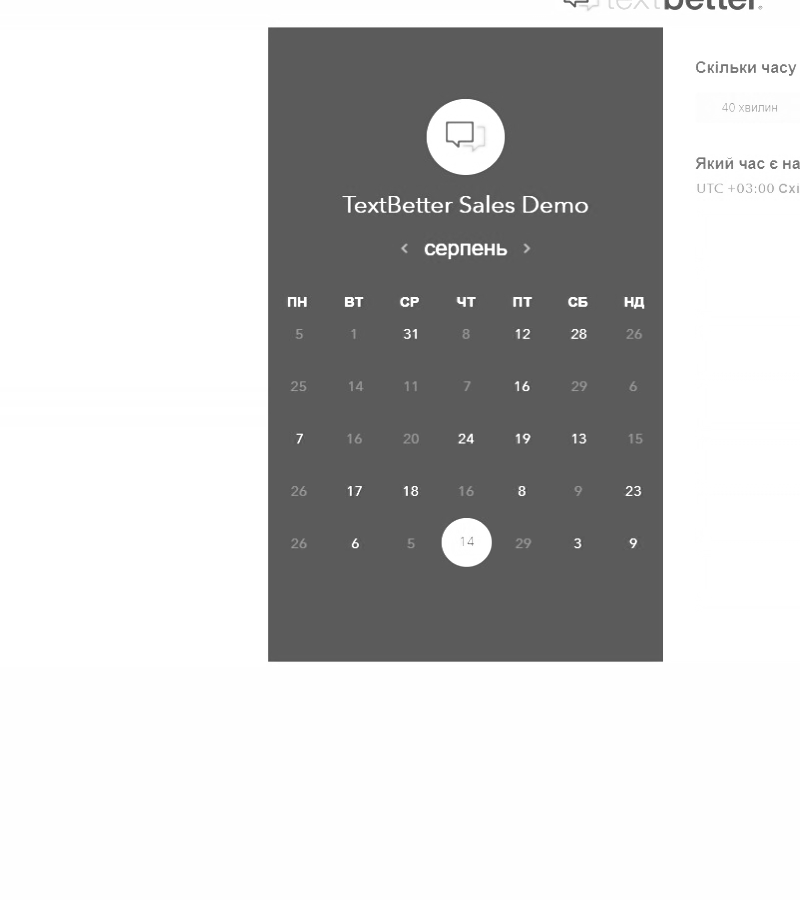 textbetter.
Скільки часу
40 хвилин
Який час є на
UTC +03:00 Схі
TextBetter Sales Demo
‹ серпень ›
ПН ВТ СР ЧТ ПТ СБ НД
5 1 31 8 12 28 26
25 14 11 7 16 29 6
7 16 20 24 19 13 15
26 17 18 16 8 9 23
26 6 5 14 29 3 9